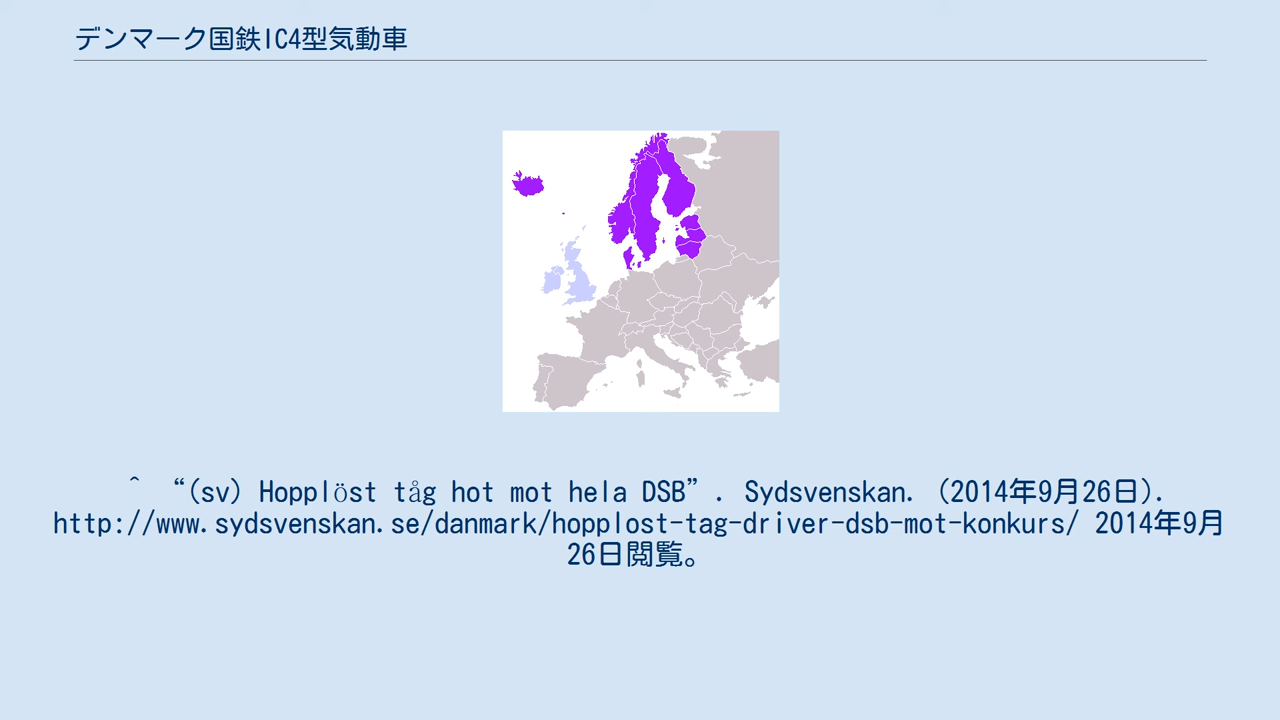 デンマーク国鉄IC4型気動車
^ “(sv) Hopplöst tåg hot mot hela DSB”. Sydsvenskan. (2014年9月26日).
http://www.sydsvenskan.se/danmark/hopplost-tag-driver-dsb-mot-konkurs/ 2014年9月
26日閲覧。